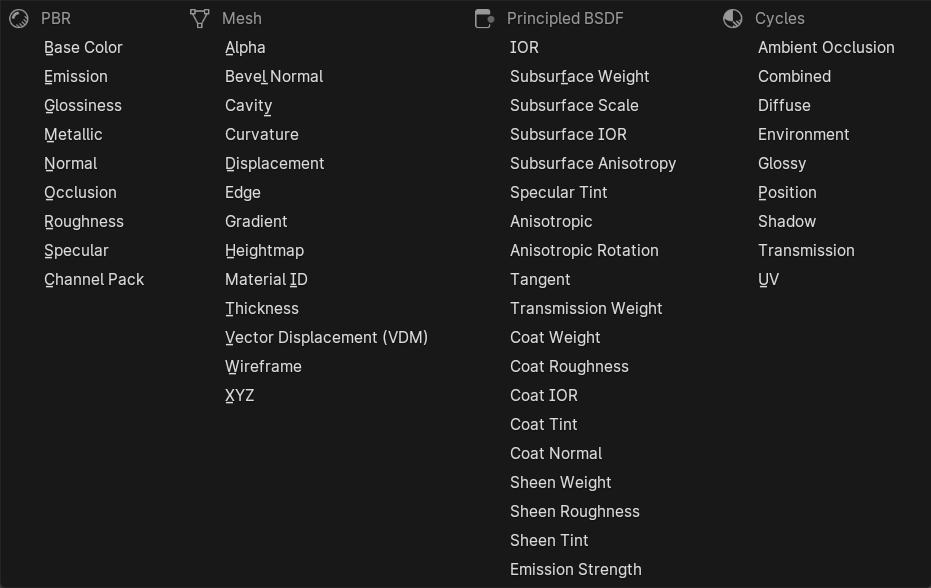 PBR
Base Color
Emission
Glossiness
Metallic
Normal
Occlusion
Roughness
Specular
Channel Pack
Mesh
Alpha
Bevel Normal
Cavity
Curvature
Displacement
Edge
Gradient
Heightmap
Material ID
Thickness
Vector Displacement (VDM)
Wireframe
XYZ
Principled BSDF
IOR
Subsurface Weight
Subsurface Scale
Subsurface IOR
Subsurface Anisotropy
Specular Tint
Anisotropic
Anisotropic Rotation
Tangent
Transmission Weight
Coat Weight
Coat Roughness
Coat IOR
Coat Tint
Coat Normal
Sheen Weight
Sheen Roughness
Sheen Tint
Emission Strength
Cycles
Ambient Occlusion
Combined
Diffuse
Environment
Glossy
Position
Shadow
Transmission
UV